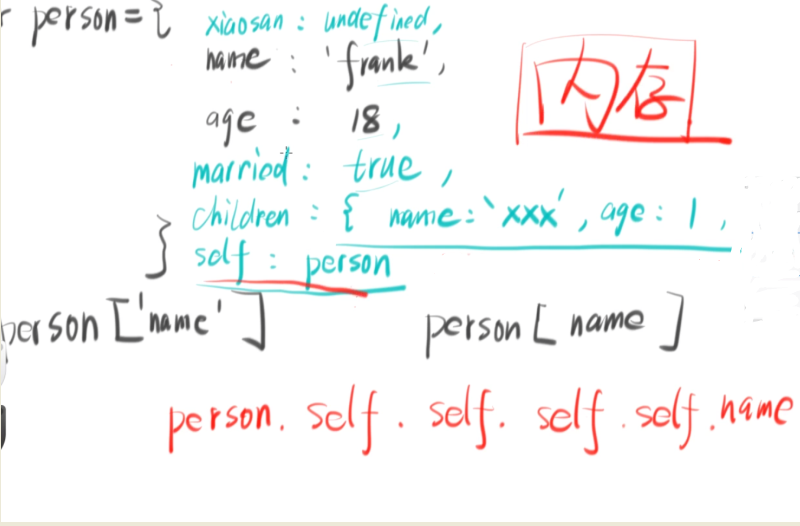 r person={ xiaosan : undefined,
name : 'frank',
内存
age : 18,
married : true ,
children : { name:'xxx', age: 1 ,
} self : person
person['name'] person[ name ]
person. self . self. self . self .name